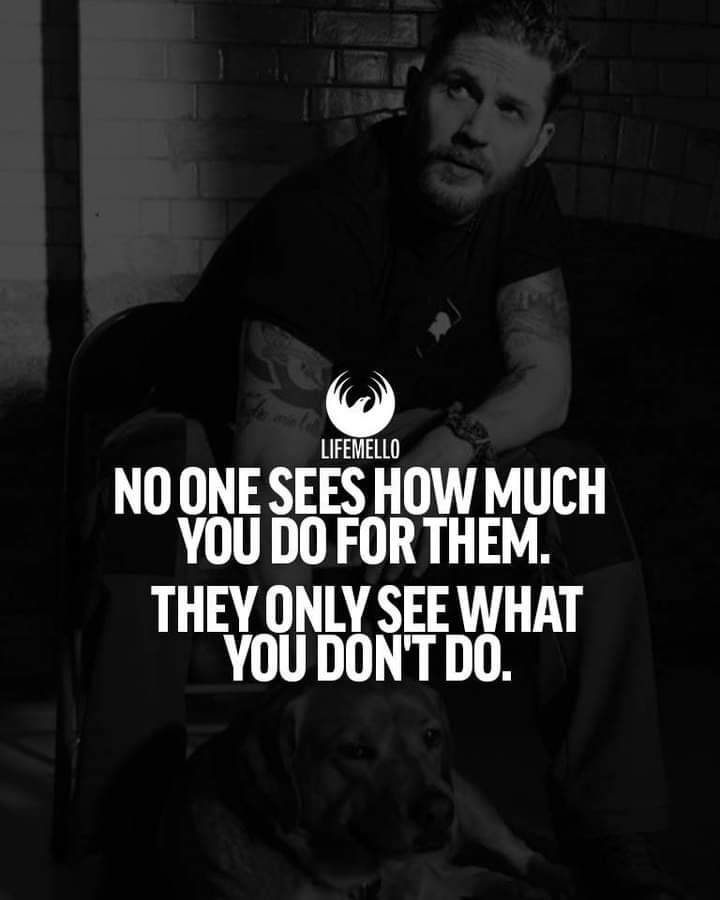 LIFEMELLO
NO ONE SEES HOW MUCH
YOU DO FOR THEM.
THEY ONLY SEE WHAT
YOU DON'T DO.